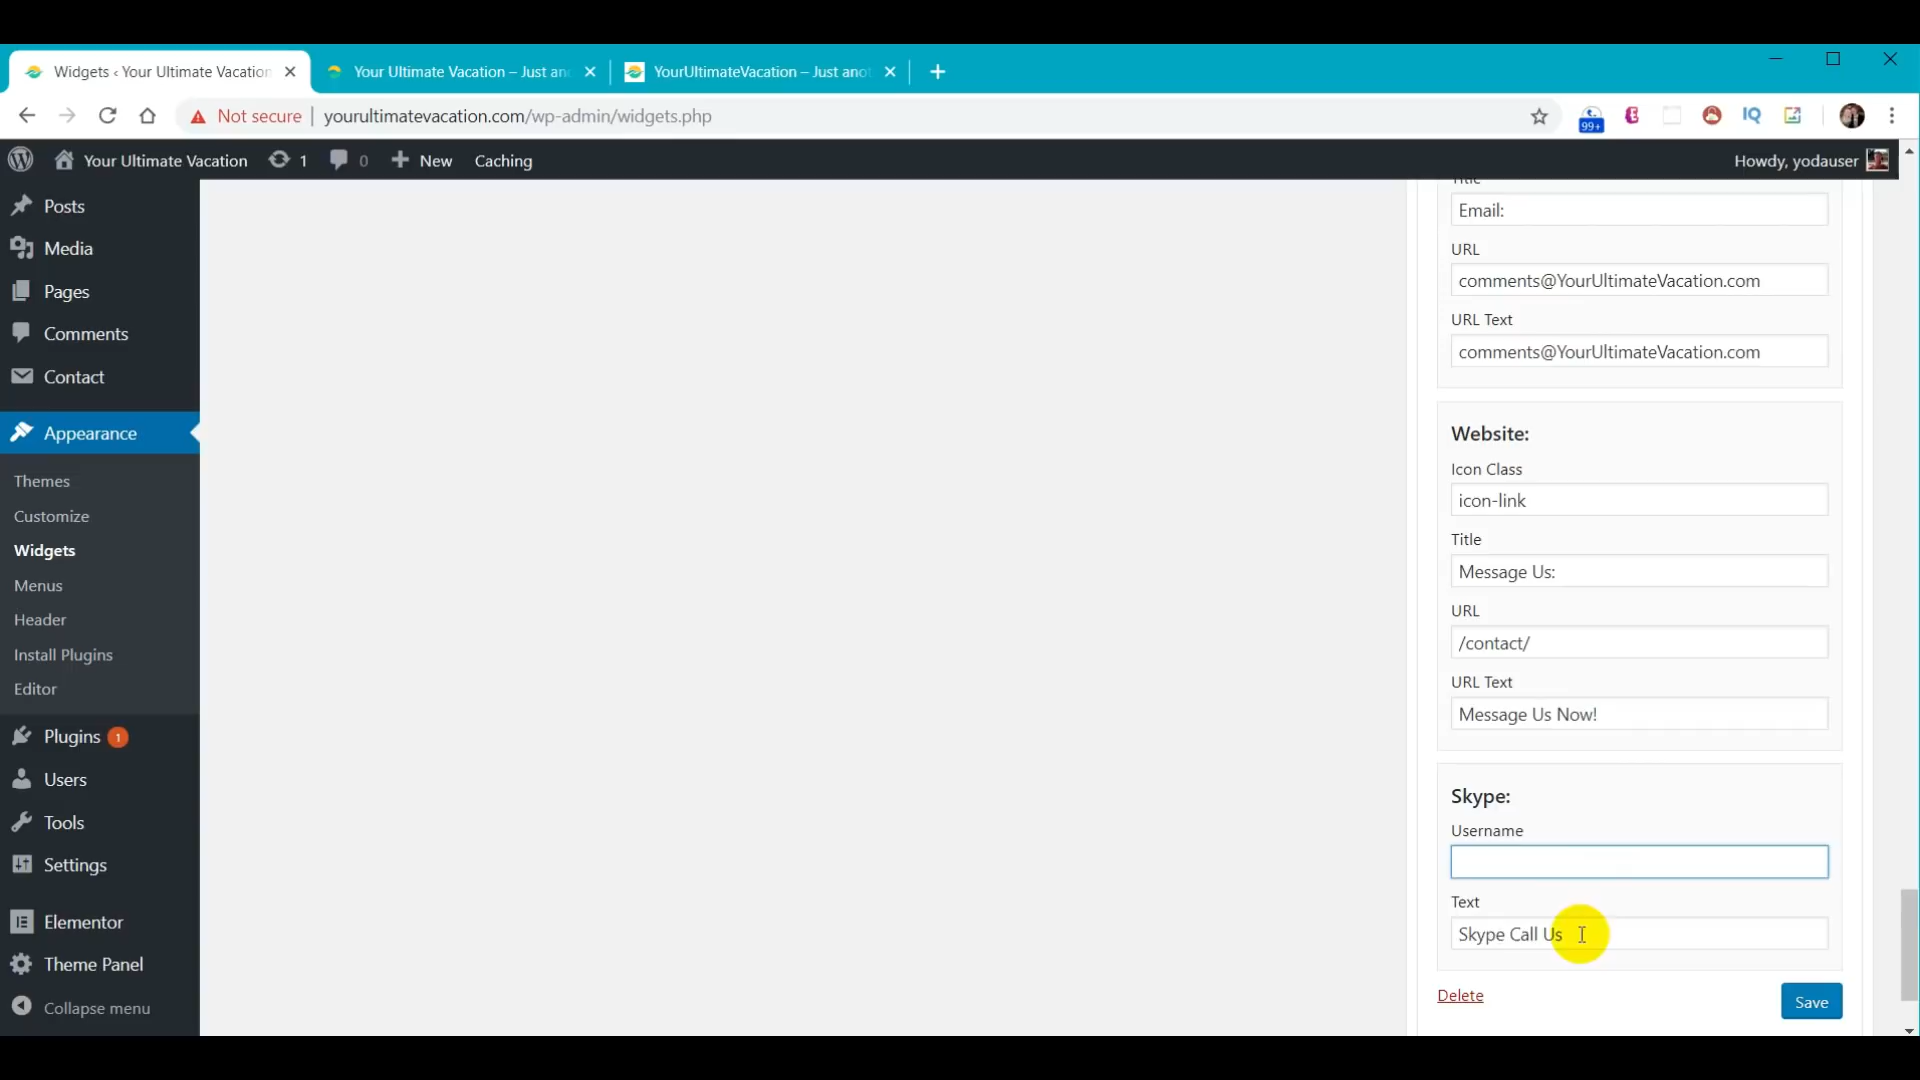 Widgets ‹ Your Ultimate Vacation
Your Ultimate Vacation – Just an
YourUltimateVacation – Just anot
Not secure
yourultimatevacation.com/wp-admin/widgets.php
99+
IQ
Your Ultimate Vacation
1
0
New
Caching
Howdy, yodauser
Posts
Media
Pages
Comments
Contact
Appearance
Themes
Customize
Widgets
Menus
Header
Install Plugins
Editor
Plugins 1
Users
Tools
Settings
Elementor
Theme Panel
Collapse menu
Title
Email:
URL
comments@YourUltimateVacation.com
URL Text
comments@YourUltimateVacation.com
Website:
Icon Class
icon-link
Title
Message Us:
URL
/contact/
URL Text
Message Us Now!
Skype:
Username
Text
Skype Call Us
Delete
Save